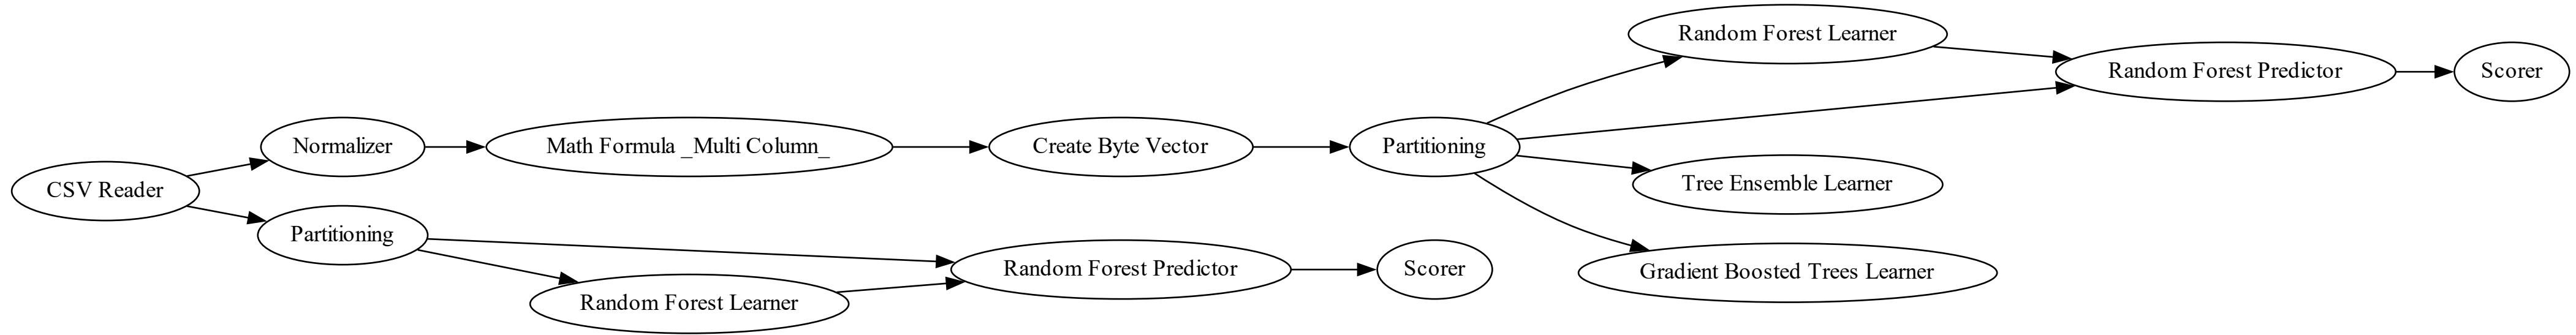 CSV Reader
Normalizer
Math Formula _Multi Column_
Create Byte Vector
Partitioning
Random Forest Learner
Random Forest Predictor
Scorer
Tree Ensemble Learner
Gradient Boosted Trees Learner
Partitioning
Random Forest Learner
Random Forest Predictor
Scorer